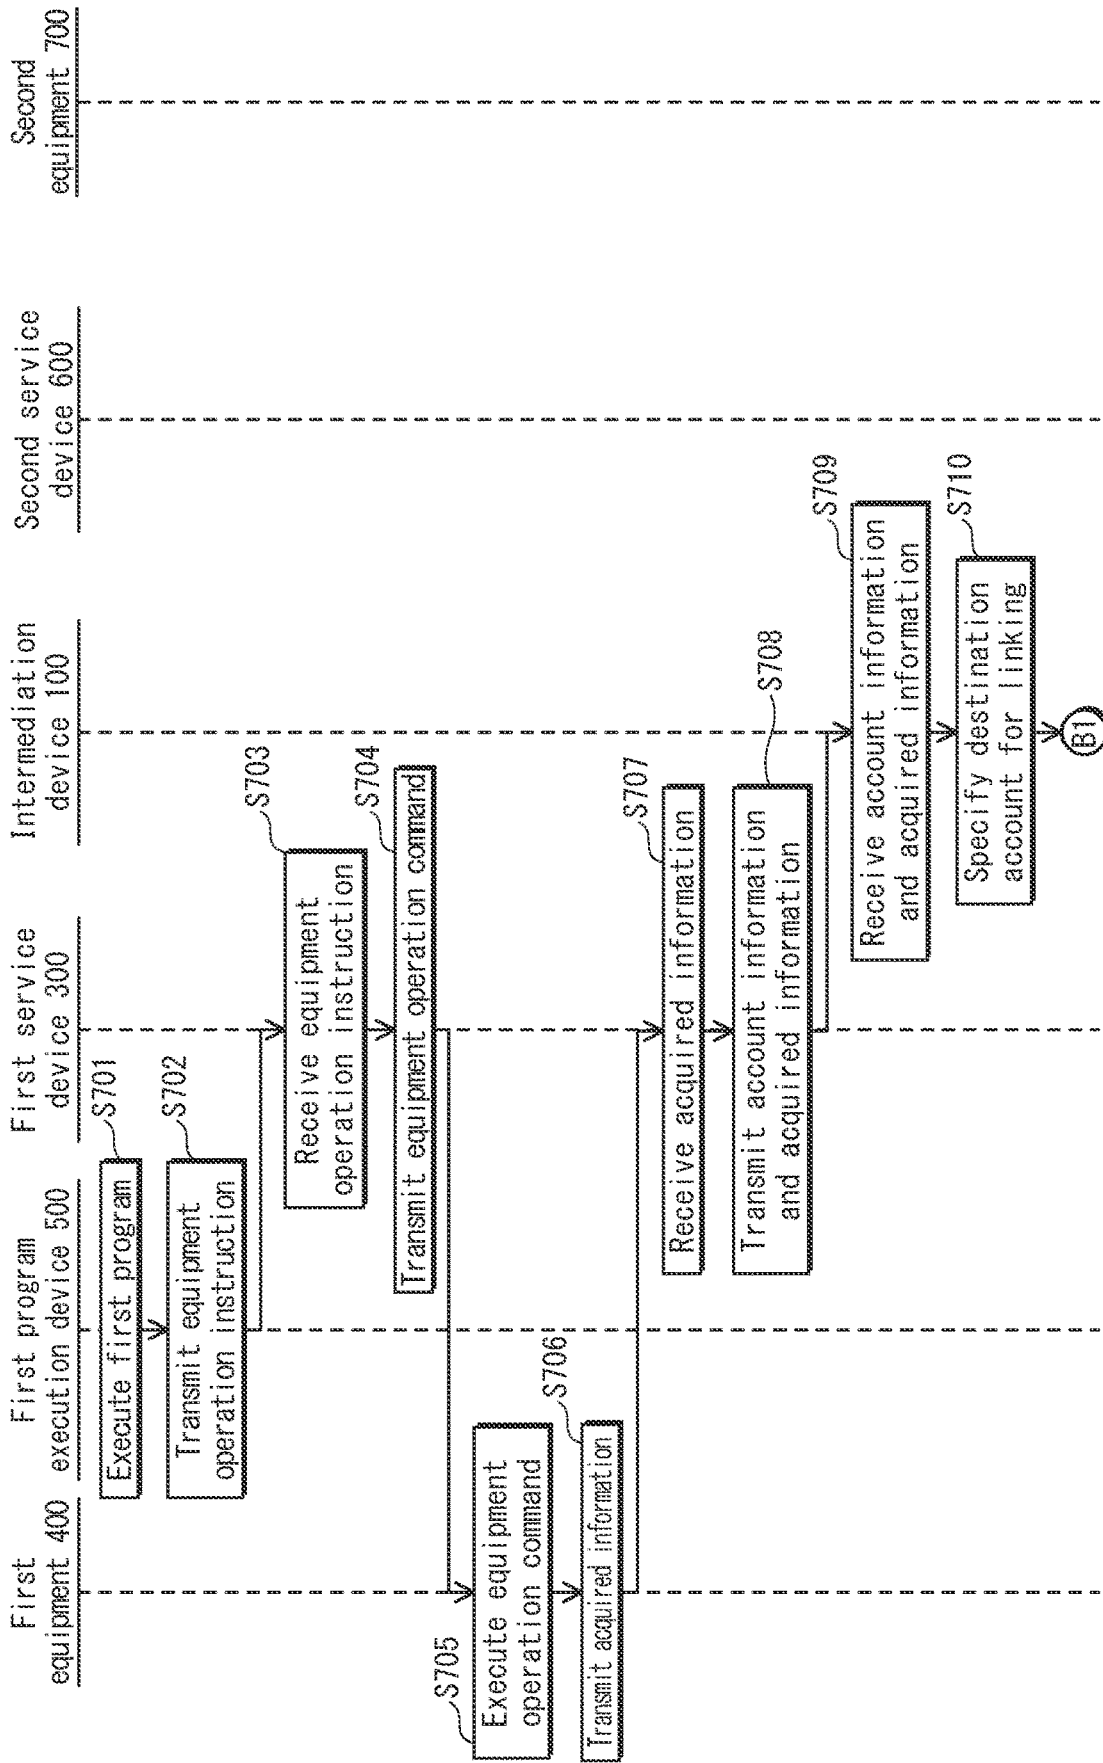 First
equipment 400
First program
execution device 500
First service
device 300
Intermediation
device 100
Second service
device 600
Second
equipment 700
S701
Execute first program
S702
Transmit equipment
operation instruction
S703
Receive equipment
operation instruction
S704
Transmit equipment operation command
S705
Execute equipment
operation command
S706
Transmit acquired information
S707
Receive acquired information
S708
Transmit account information
and acquired information
S709
Receive account information
and acquired information
S710
Specify destination
account for linking
B1